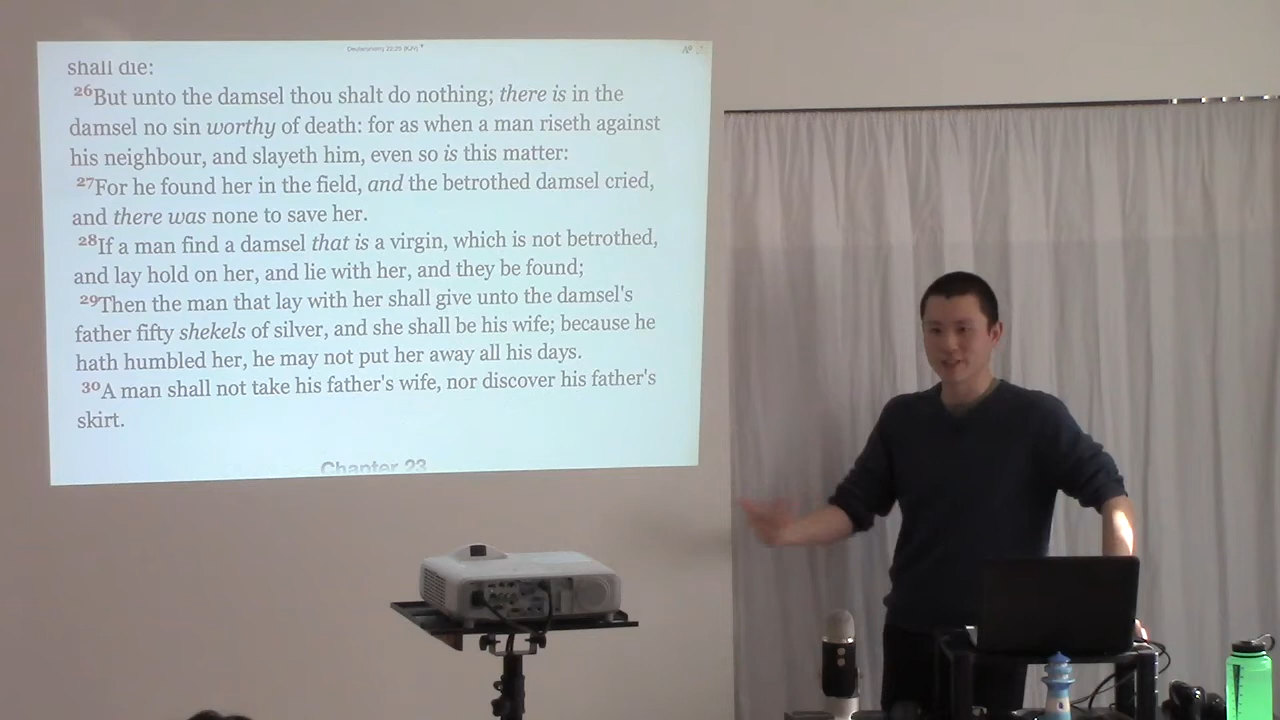 Deuteronomy 22:25 (KJV) ▾
shall die:
26But unto the damsel thou shalt do nothing; there is in the
damsel no sin worthy of death: for as when a man riseth against
his neighbour, and slayeth him, even so is this matter:
27For he found her in the field, and the betrothed damsel cried,
and there was none to save her.
28If a man find a damsel that is a virgin, which is not betrothed,
and lay hold on her, and lie with her, and they be found;
29Then the man that lay with her shall give unto the damsel's
father fifty shekels of silver, and she shall be his wife; because he
hath humbled her, he may not put her away all his days.
30A man shall not take his father's wife, nor discover his father's
skirt.
Chapter 23